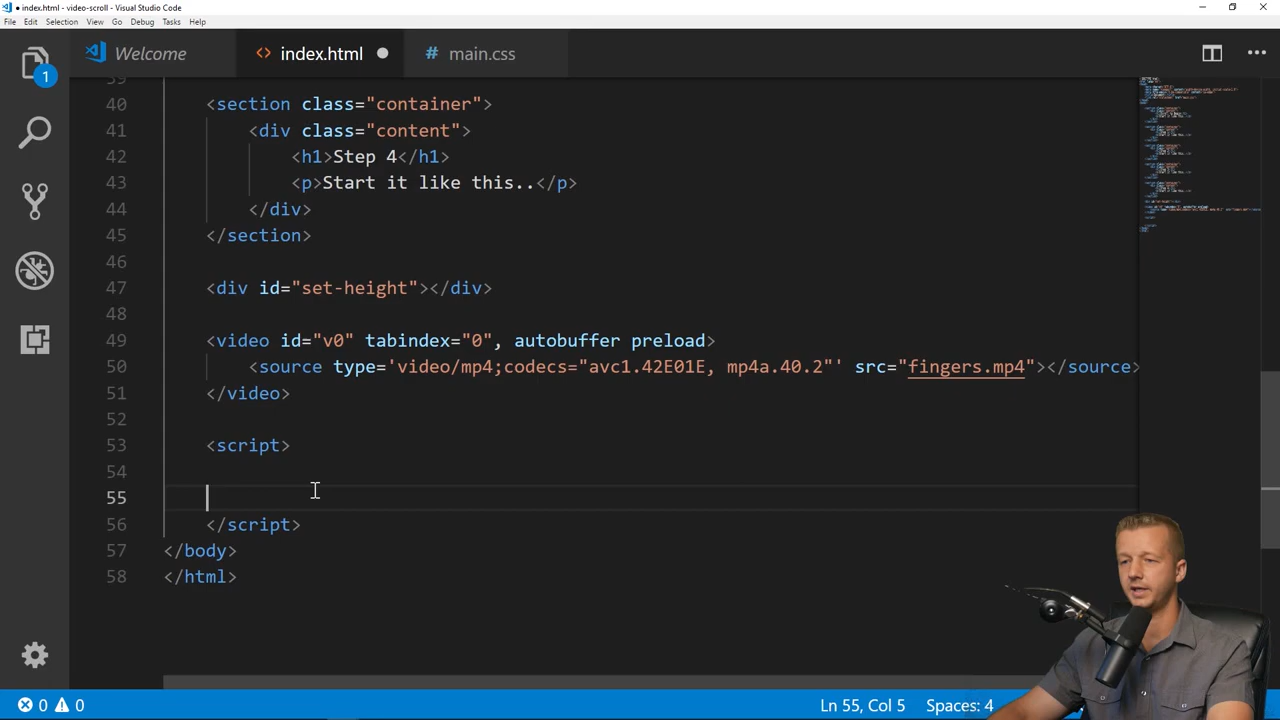 index.html - video-scroll - Visual Studio Code
File Edit Selection View Go Debug Tasks Help
1
Welcome
<> index.html
# main.css
39
40 <section class="container">
41 <div class="content">
42 <h1>Step 4</h1>
43 <p>Start it like this..</p>
44 </div>
45 </section>
46
47 <div id="set-height"></div>
48
49 <video id="v0" tabindex="0", autobuffer preload>
50 <source type='video/mp4;codecs="avc1.42E01E, mp4a.40.2"' src="fingers.mp4"></source>
51 </video>
52
53 <script>
54
55
56 </script>
57 </body>
58 </html>
0 0
Ln 55, Col 5
Spaces: 4